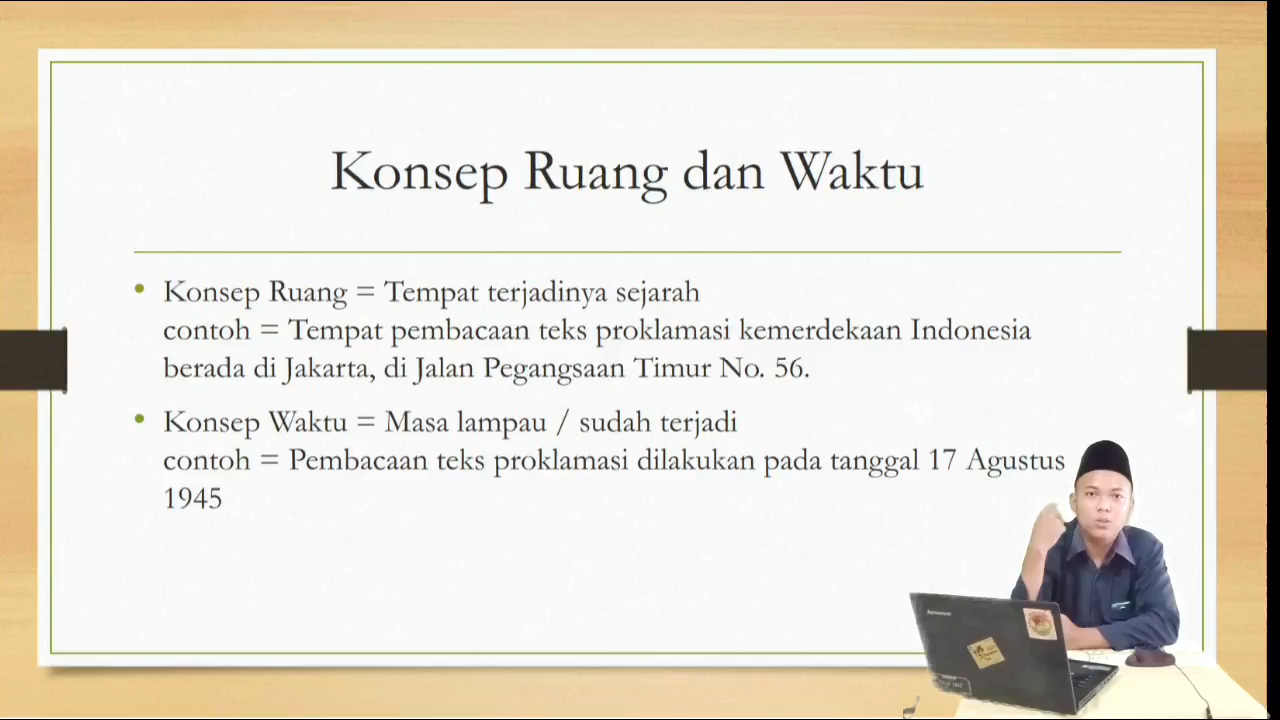 Konsep Ruang dan Waktu
• Konsep Ruang = Tempat terjadinya sejarah
contoh = Tempat pembacaan teks proklamasi kemerdekaan Indonesia
berada di Jakarta, di Jalan Pegangsaan Timur No. 56.
• Konsep Waktu = Masa lampau / sudah terjadi
contoh = Pembacaan teks proklamasi dilakukan pada tanggal 17 Agustus
1945